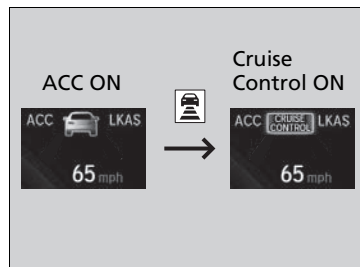 ACC ON
ACC LKAS
65 mph
Cruise
Control ON
ACC CRUISE CONTROL LKAS
65 mph